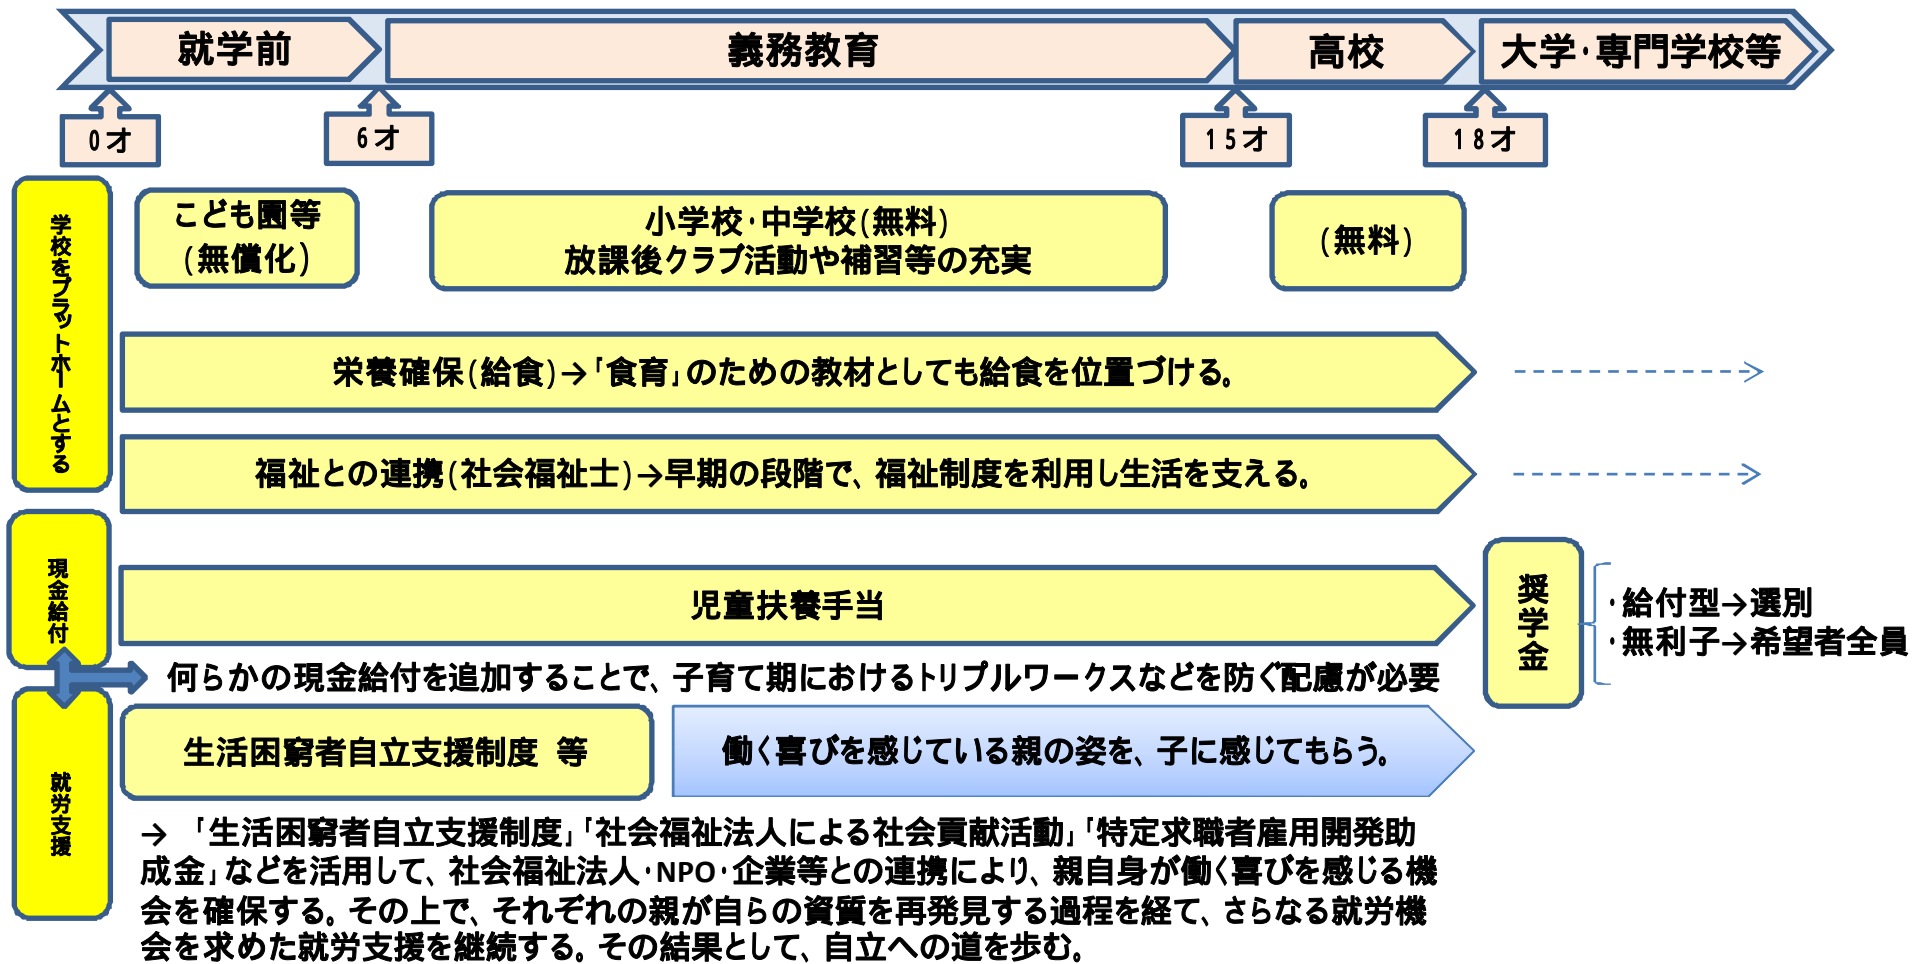 就学前
義務教育
高校
大学・専門学校等
0才
6才
15才
18才
学校をプラットホームとする
こども園等
(無償化)
小学校・中学校(無料)
放課後クラブ活動や補習等の充実
(無料)
栄養確保(給食)→「食育」のための教材としても給食を位置づける。
福祉との連携(社会福祉士)→早期の段階で、福祉制度を利用し生活を支える。
現金給付
児童扶養手当
奨学金
・給付型→選別
・無利子→希望者全員
何らかの現金給付を追加することで、子育て期におけるトリプルワークスなどを防ぐ配慮が必要
就労支援
生活困窮者自立支援制度 等
働く喜びを感じている親の姿を、子に感じてもらう。
→ 「生活困窮者自立支援制度」「社会福祉法人による社会貢献活動」「特定求職者雇用開発助
成金」などを活用して、社会福祉法人・NPO・企業等との連携により、親自身が働く喜びを感じる機
会を確保する。その上で、それぞれの親が自らの資質を再発見する過程を経て、さらなる就労機
会を求めた就労支援を継続する。その結果として、自立への道を歩む。